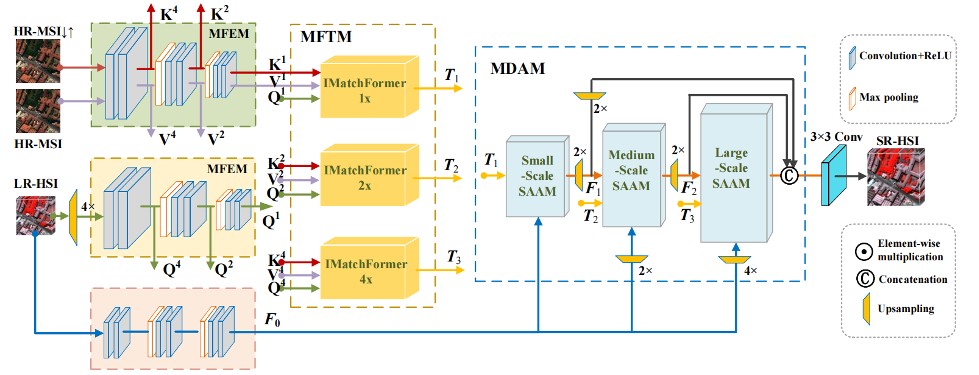 HR-MSI↓↑
HR-MSI
K⁴
K²
MFEM
V⁴
V²
K¹
V¹
Q¹
LR-HSI
4×
MFEM
Q¹
Q⁴
Q²
F₀
MFTM
IMatchFormer
1x
T₁
K²
V²
Q²
IMatchFormer
2x
T₂
K⁴
V⁴
Q⁴
IMatchFormer
4x
T₃
MDAM
T₁
Small
-Scale
SAAM
2×
F₁
T₂
2×
Medium
-Scale
SAAM
2×
F₂
T₃
Large
-Scale
SAAM
2×
4×
C
3×3 Conv
SR-HSI
Convolution+ReLU
Max pooling
Element-wise
multiplication
C
Concatenation
Upsampling